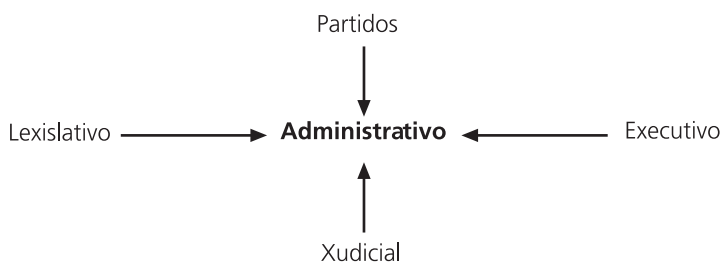 Partidos
Lexislativo
Administrativo
Executivo
Xudicial